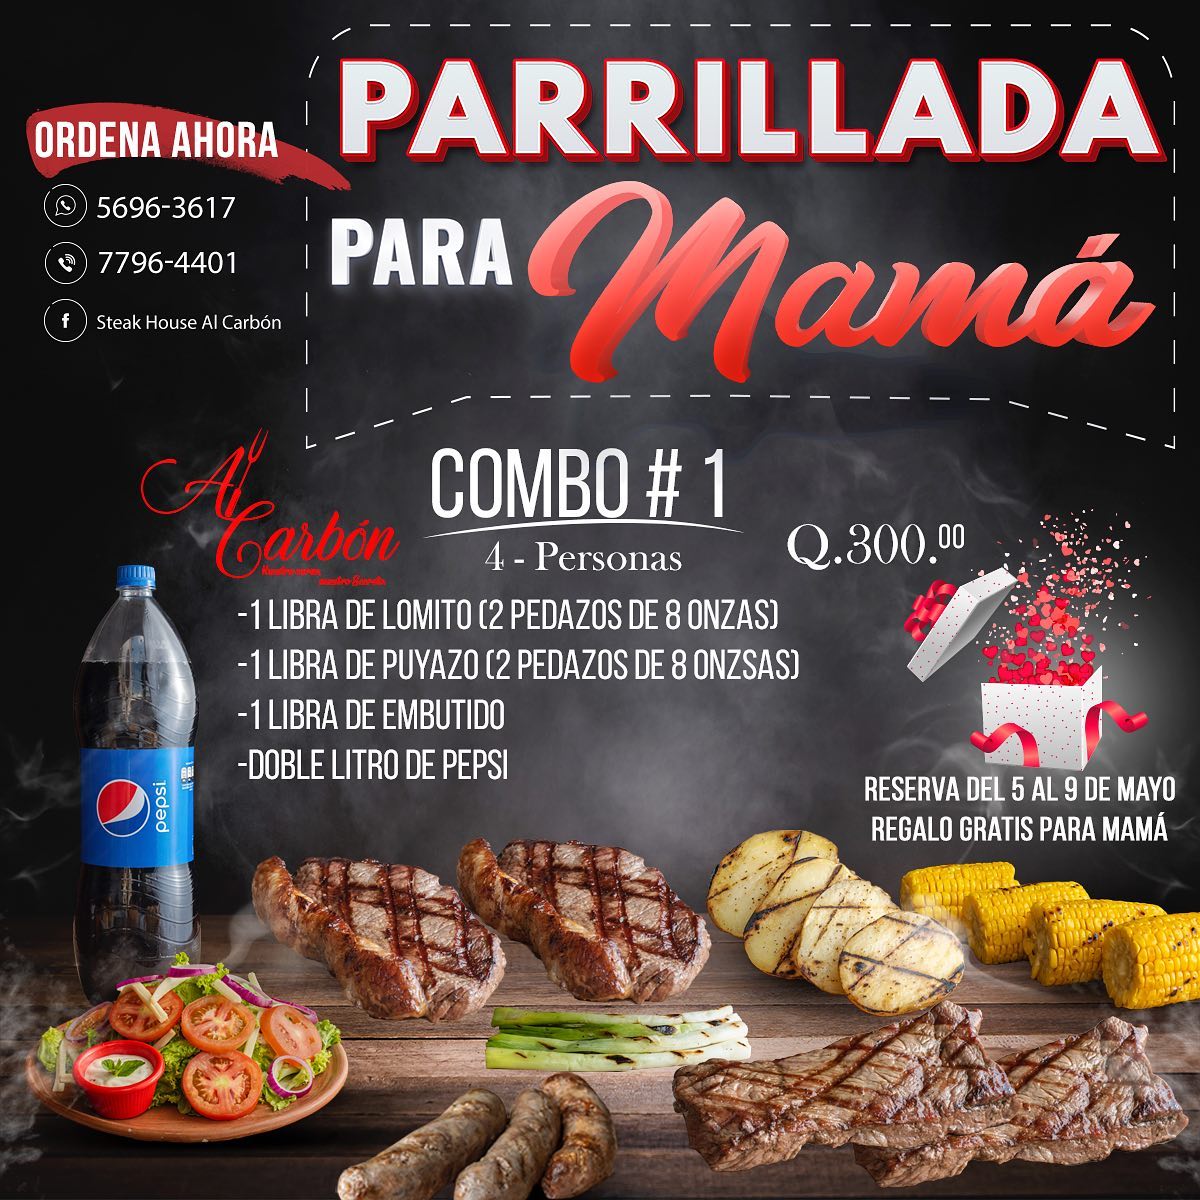 PARRILLADA
PARA Mamá
ORDENA AHORA
5696-3617
7796-4401
f
Steak House Al Carbón
Al
Carbón
COMBO # 1
4 - Personas
Q.300.00
-1 LIBRA DE LOMITO (2 PEDAZOS DE 8 ONZAS)
-1 LIBRA DE PUYAZO (2 PEDAZOS DE 8 ONZSAS)
-1 LIBRA DE EMBUTIDO
-DOBLE LITRO DE PEPSI
RESERVA DEL 5 AL 9 DE MAYO
REGALO GRATIS PARA MAMÁ
pepsi